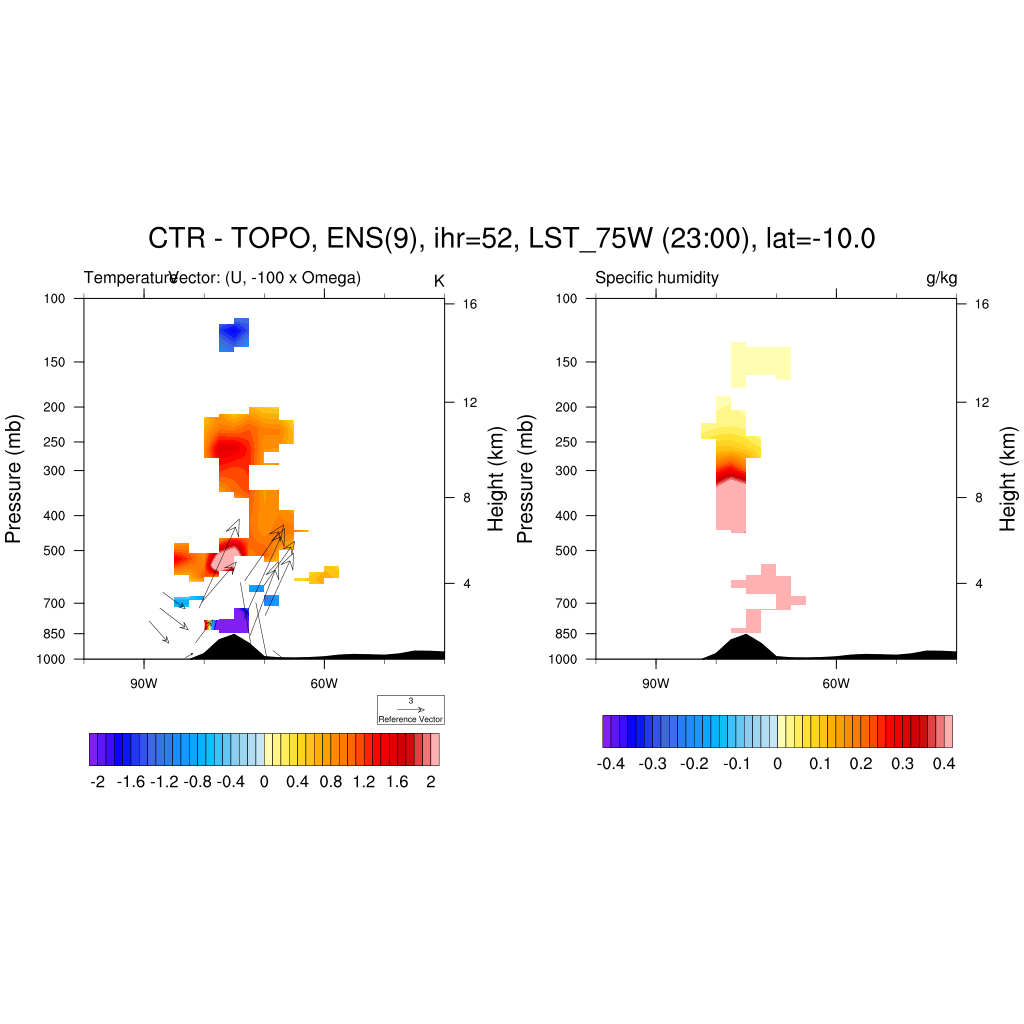 CTR - TOPO, ENS(9), ihr=52, LST_75W (23:00), lat=-10.0
Temperature Vector: (U, -100 x Omega) K
Specific humidity g/kg
Pressure (mb)
100
150
200
250
300
400
500
700
850
1000
16
12
8
4
Height (km)
90W 60W
3
Reference Vector
-2 -1.6 -1.2 -0.8 -0.4 0 0.4 0.8 1.2 1.6 2
Pressure (mb)
100
150
200
250
300
400
500
700
850
1000
16
12
8
4
Height (km)
90W 60W
-0.4 -0.3 -0.2 -0.1 0 0.1 0.2 0.3 0.4